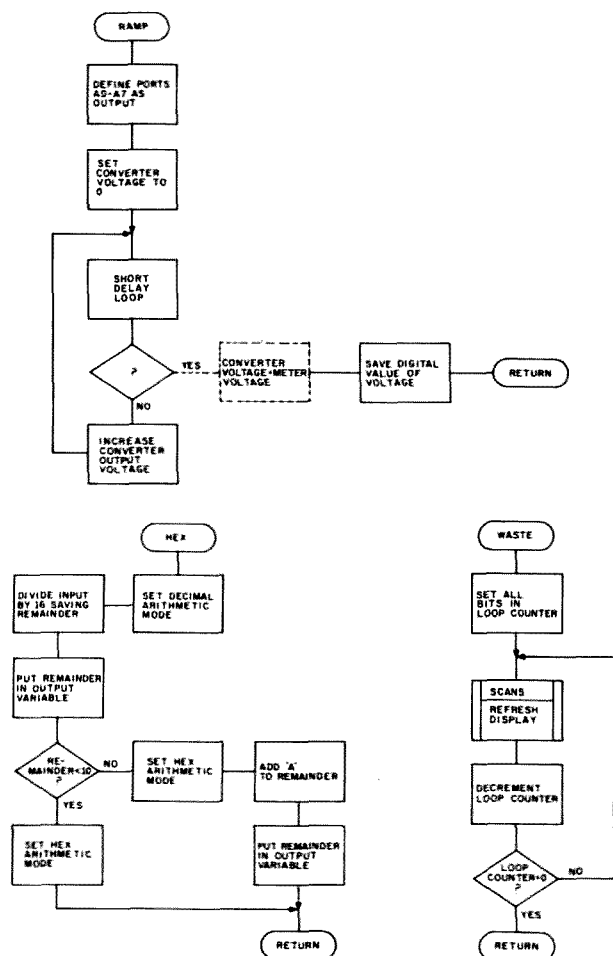 RAMP
DEFINE PORTS
A0-A7 AS
OUTPUT
SET
CONVERTER
VOLTAGE TO
0
SHORT
DELAY
LOOP
?
YES
NO
CONVERTER
VOLTAGE=METER
VOLTAGE
SAVE DIGITAL
VALUE OF
VOLTAGE
RETURN
INCREASE
CONVERTER
OUTPUT
VOLTAGE
HEX
SET DECIMAL
ARITHMETIC
MODE
DIVIDE INPUT
BY 16 SAVING
REMAINDER
PUT REMAINDER
IN OUTPUT
VARIABLE
RE-
MAINDER<10
?
NO
YES
SET HEX
ARITHMETIC
MODE
ADD 'A'
TO REMAINDER
PUT REMAINDER
IN OUTPUT
VARIABLE
SET HEX
ARITHMETIC
MODE
RETURN
WASTE
SET ALL
BITS IN
LOOP COUNTER
SCANS
REFRESH
DISPLAY
DECREMENT
LOOP COUNTER
LOOP
COUNTER=0
?
NO
YES
RETURN